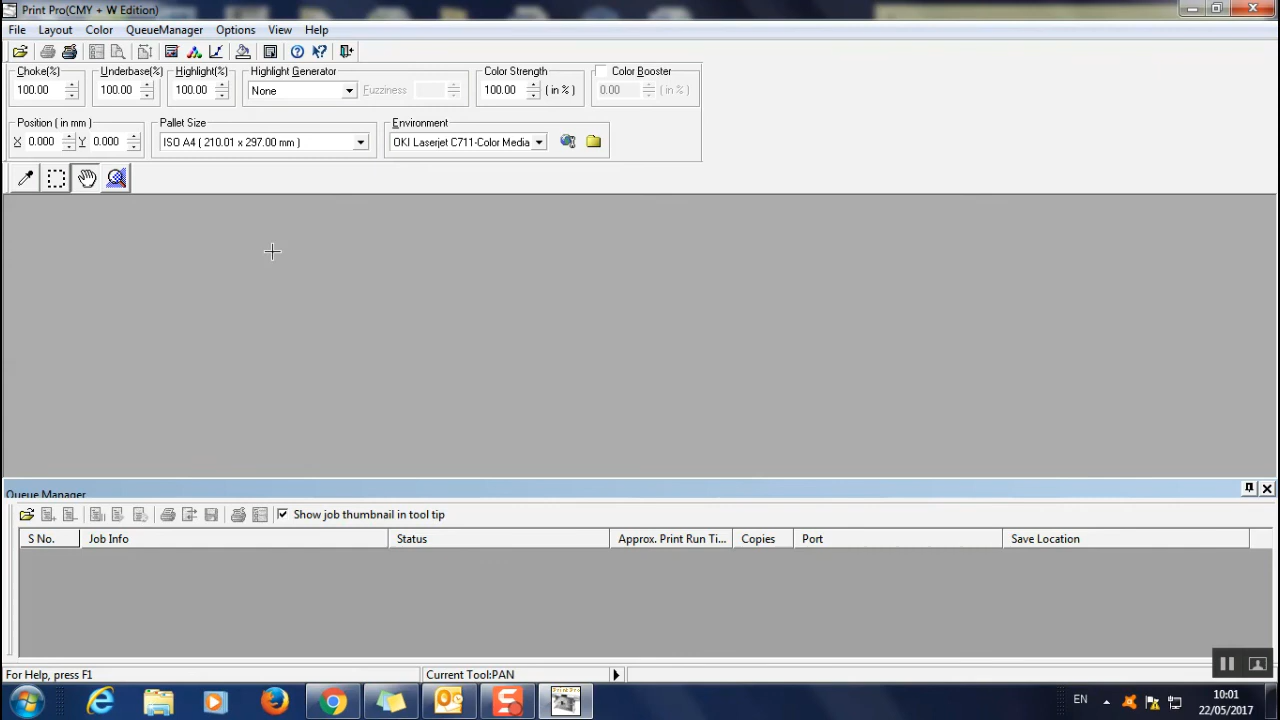 Print Pro(CMY + W Edition)
File Layout Color QueueManager Options View Help
Choke(%) Underbase(%) Highlight(%) Highlight Generator Color Strength Color Booster
100.00 100.00 100.00 None Fuzziness 100.00 ( in % ) 0.00 ( in % )
Position ( in mm ) Pallet Size Environment
X 0.000 Y 0.000 ISO A4 ( 210.01 x 297.00 mm ) OKI Laserjet C711-Color Media
Queue Manager
Show job thumbnail in tool tip
S No. Job Info Status Approx. Print Run Ti... Copies Port Save Location
For Help, press F1 Current Tool:PAN
EN 10:01
22/05/2017